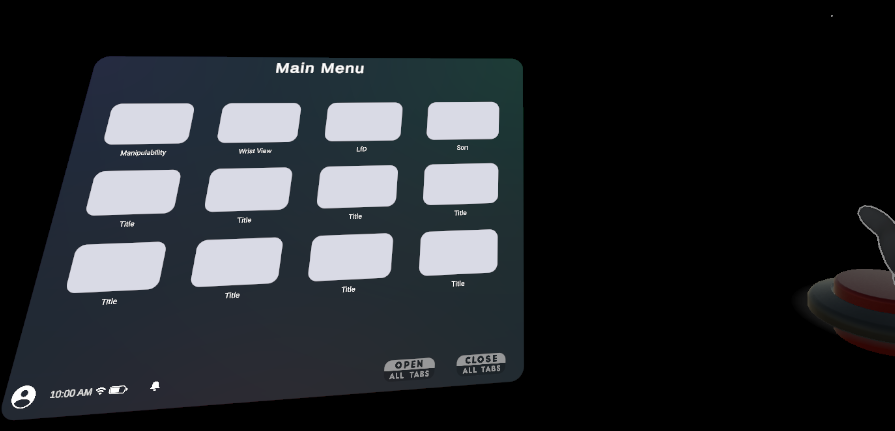 Main Menu
Manipulability Wrist View LfD Son
Title Title Title Title
Title Title Title Title
OPEN CLOSE
ALL TABS ALL TABS
10:00 AM